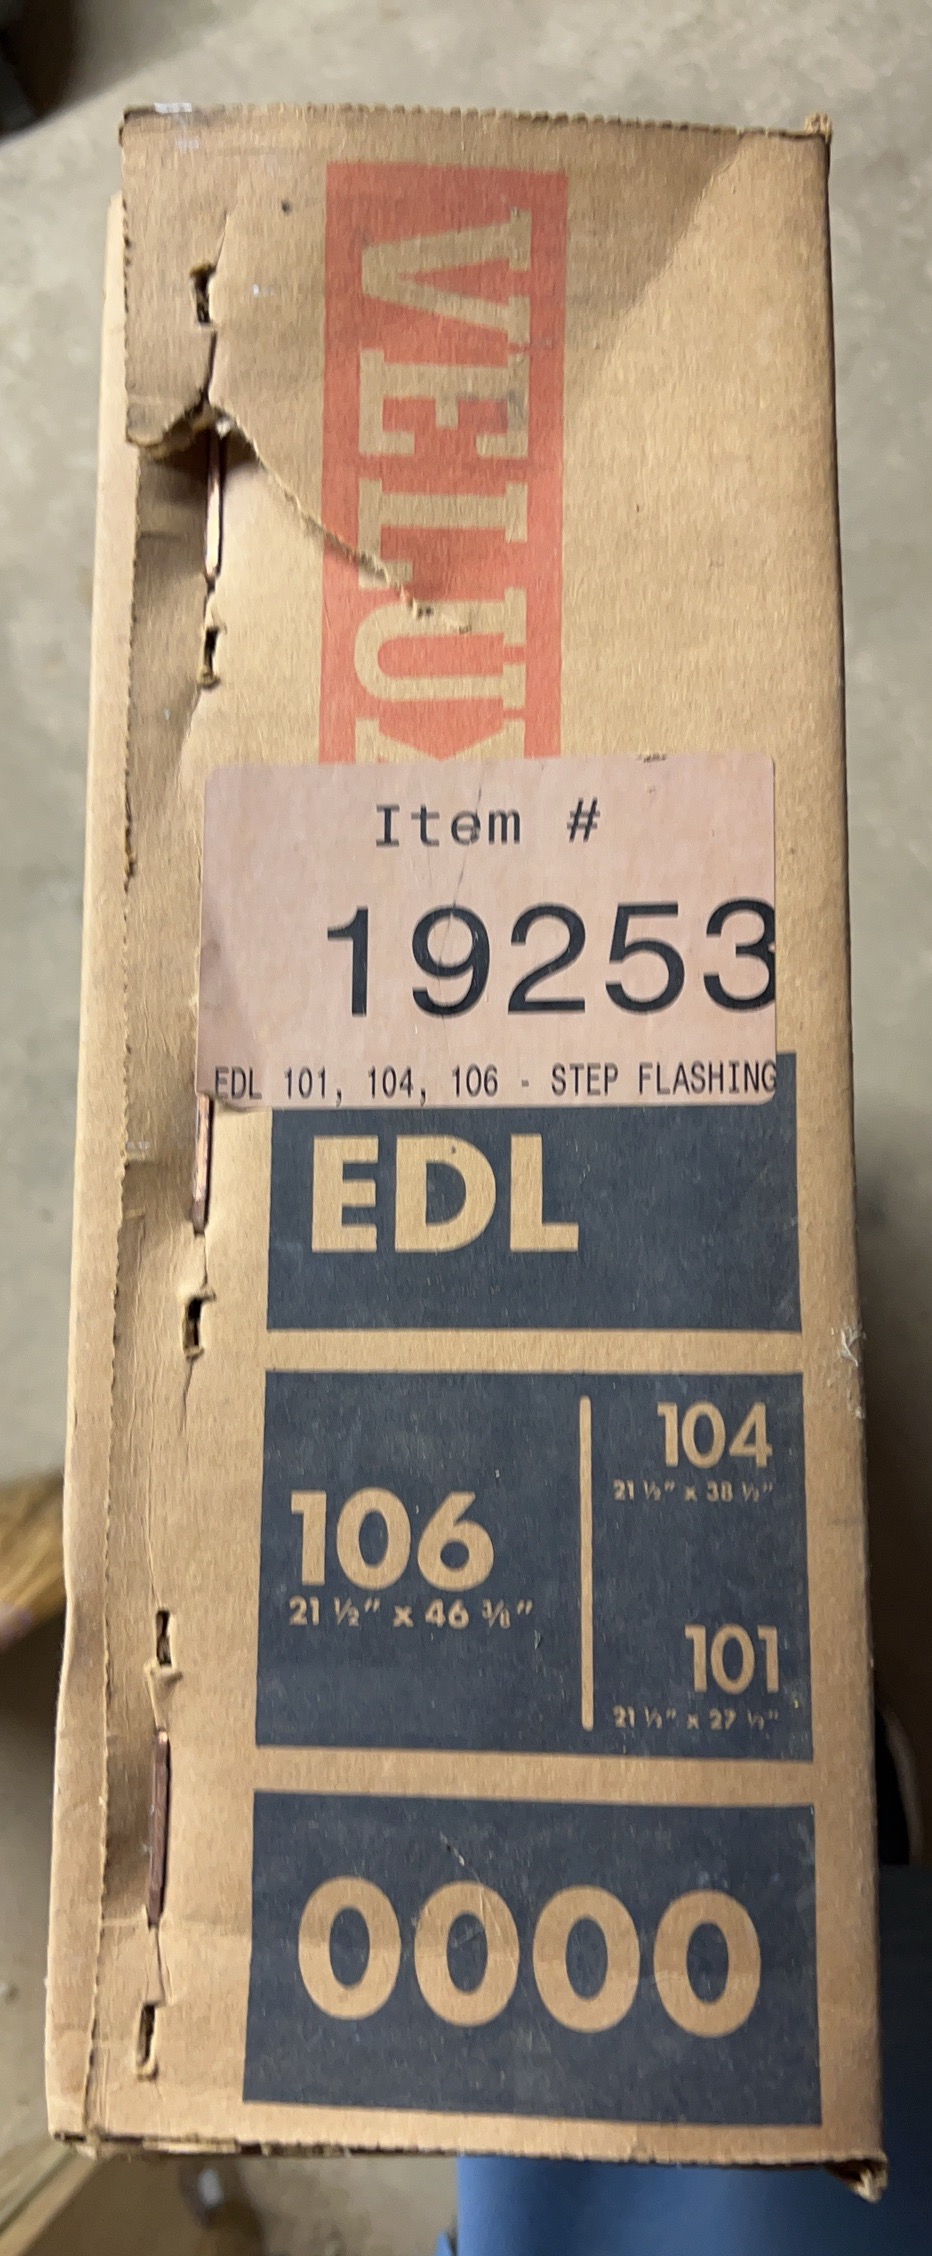 VELUX
Item #
19253
EDL 101, 104, 106 - STEP FLASHING
EDL
106
21 ½" x 46 ⅜"
104
21 ½" x 38 ½"
101
21 ½" x 27 ½"
0000